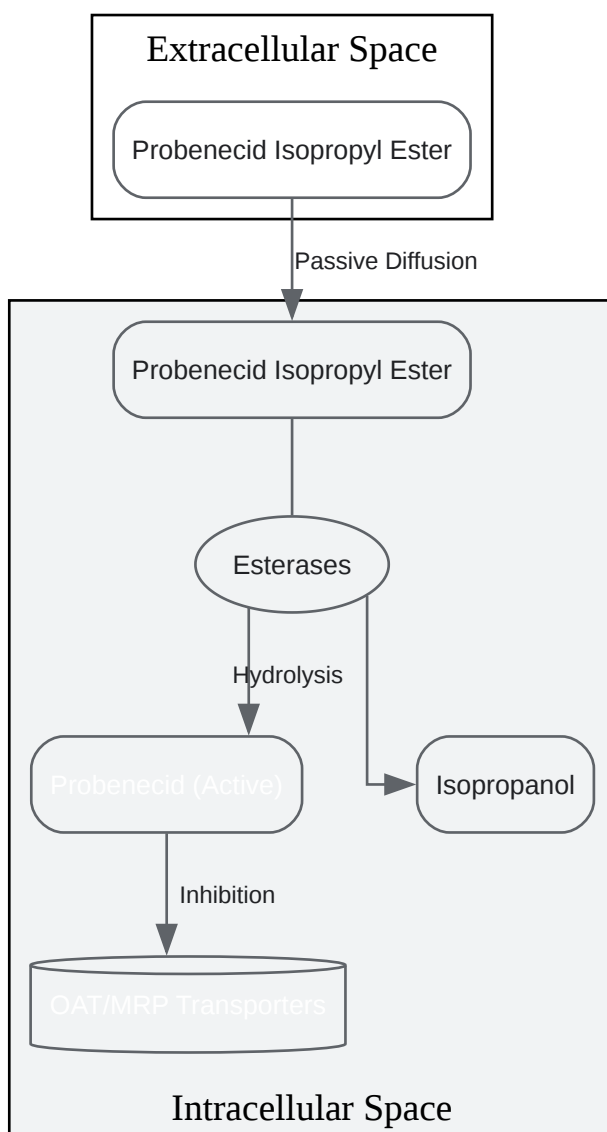 Extracellular Space
Probenecid Isopropyl Ester
Passive Diffusion
Probenecid Isopropyl Ester
Esterases
Hydrolysis
Probenecid (Active)
Isopropanol
Inhibition
OAT/MRP Transporters
Intracellular Space